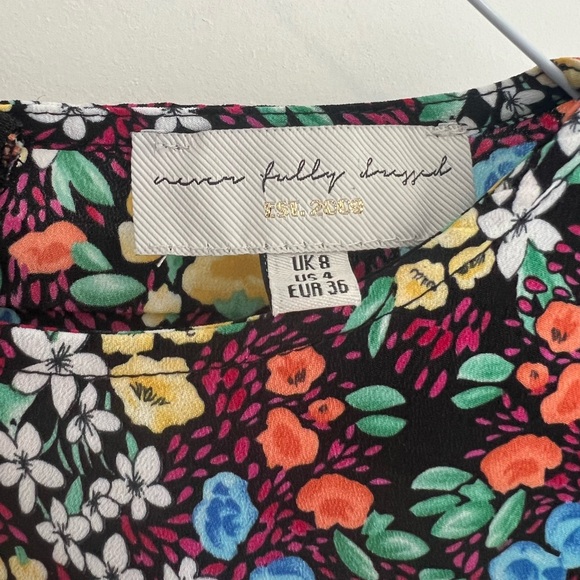 never fully dressed
EST. 2009
UK 8
US 4
EUR 36